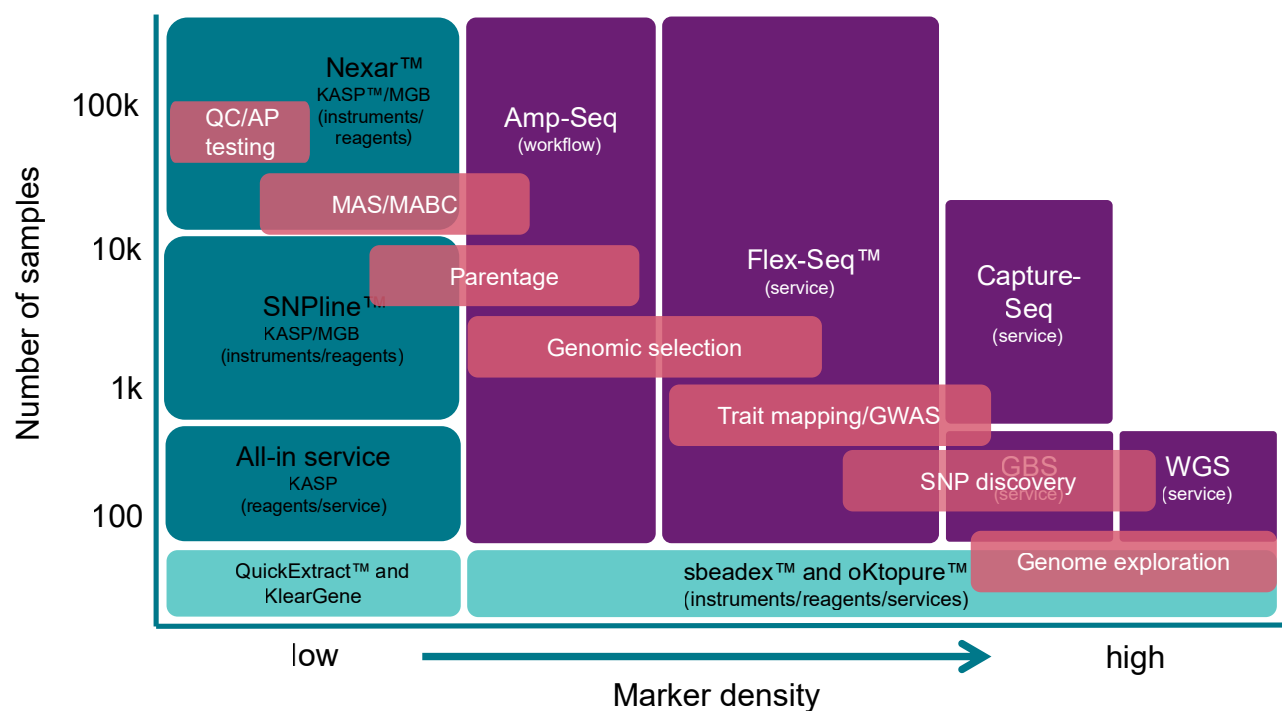 Number of samples
100k
10k
1k
100
Nexar™
KASP™/MGB
(instruments/
reagents)
QC/AP
testing
MAS/MABC
SNPline™
KASP/MGB
(instruments/reagents)
All-in service
KASP
(reagents/service)
QuickExtract™ and
KlearGene
Amp-Seq
(workflow)
Parentage
Genomic selection
Flex-Seq™
(service)
Trait mapping/GWAS
Capture-
Seq
(service)
GBS
(service)
SNP discovery
WGS
(service)
Genome exploration
sbeadex™ and oKtopure™
(instruments/reagents/services)
low
high
Marker density